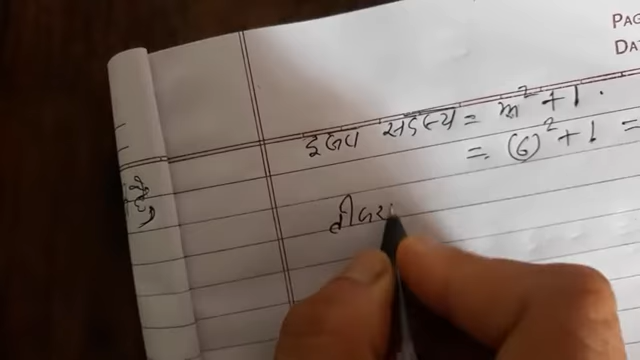 PAG
DAT
दूसरा सदस्य = m² + 1.
= (6)² + 1 =
तीसर